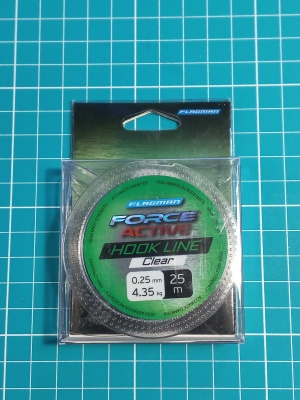 FLAGMAN
FLAGMAN
FORCE
ACTIVE
HOOK LINE
Clear
0.25 mm
4.35 kg
25
m